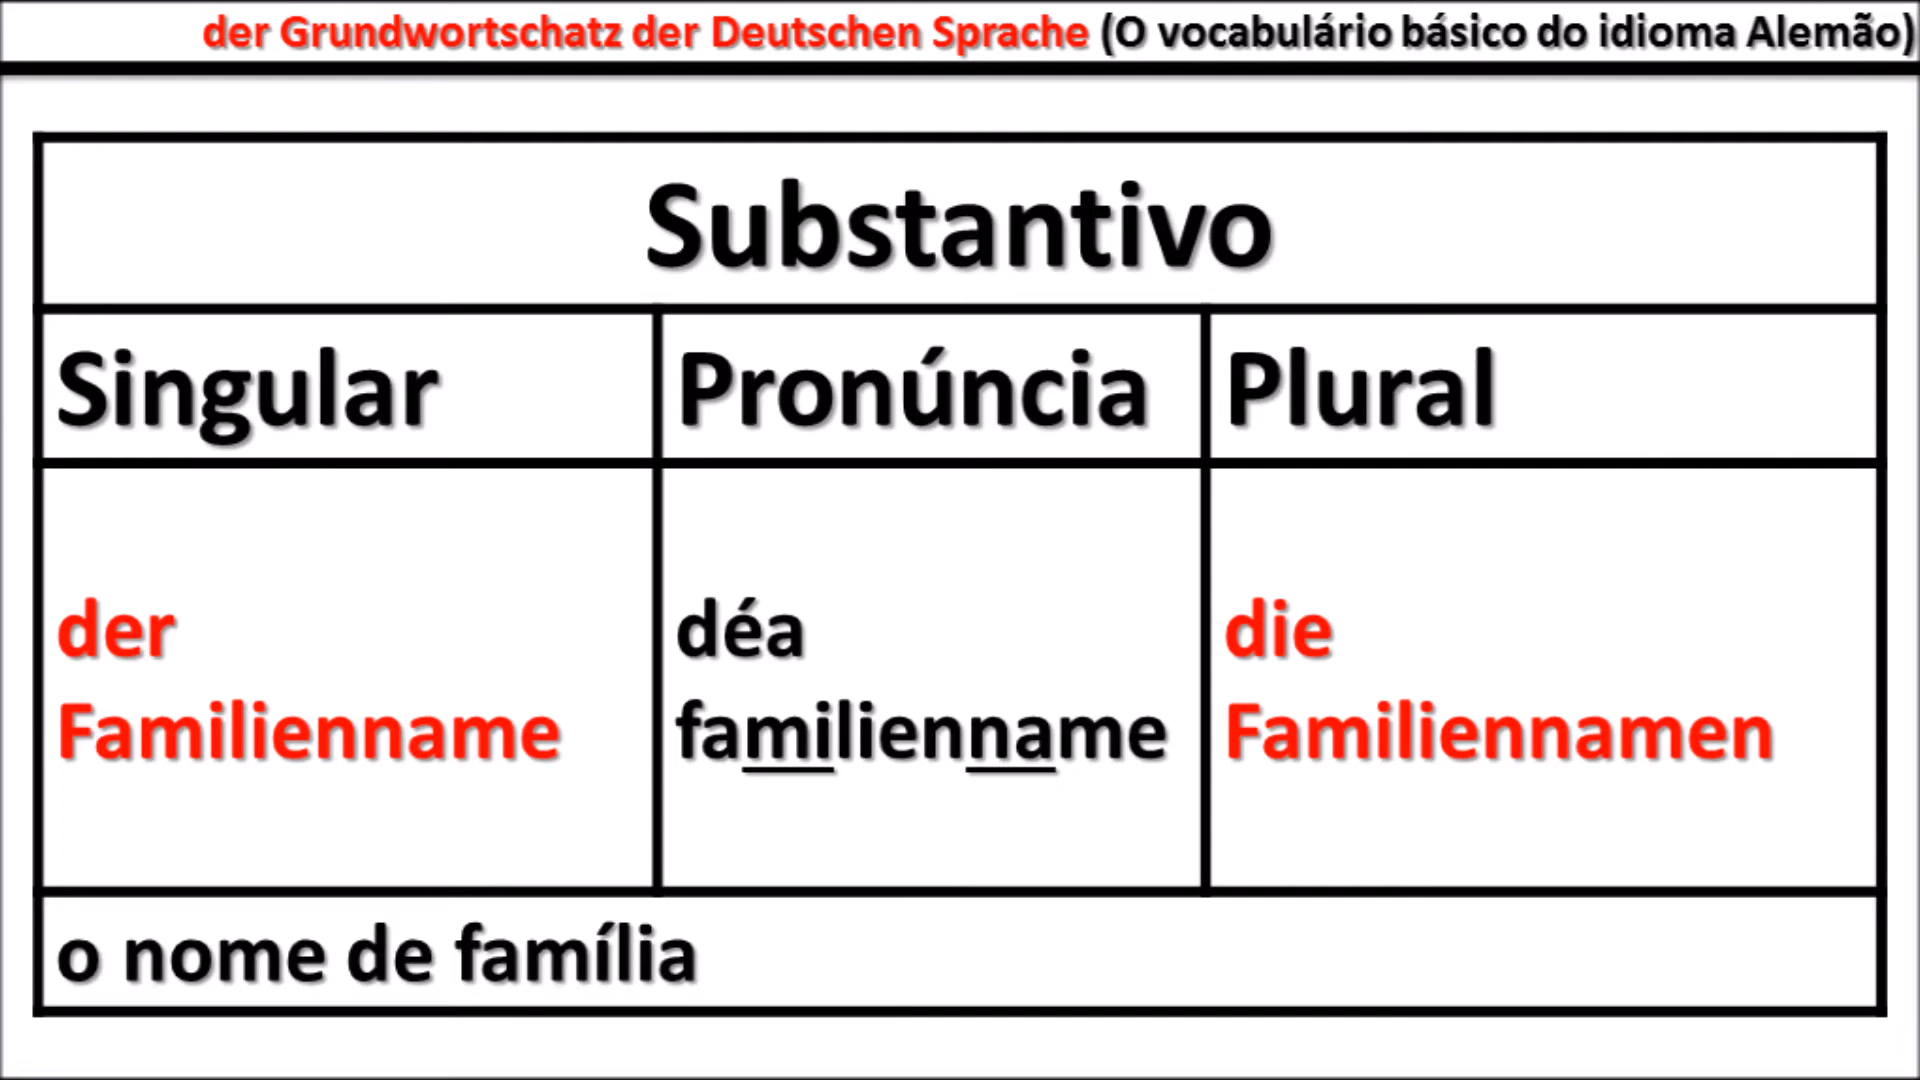 der Grundwortschatz der Deutschen Sprache (O vocabulário básico do idioma Alemão)
Substantivo
Singular Pronúncia Plural
der déa die
Familienname familienname Familiennamen
o nome de família